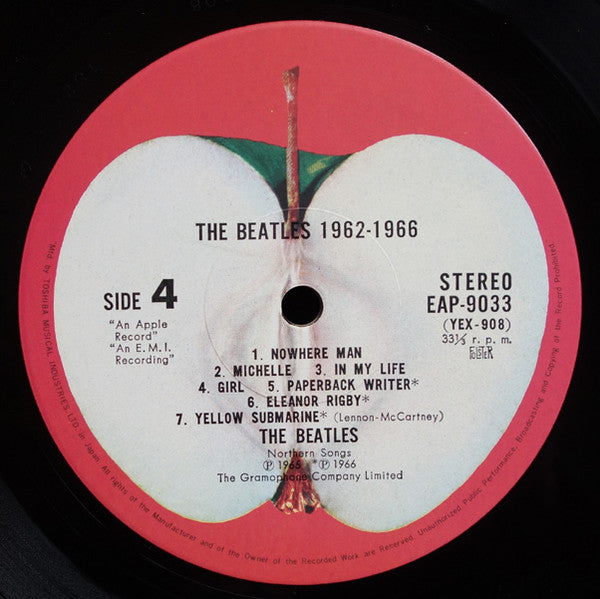 THE BEATLES 1962-1966
SIDE 4
"An Apple
Record"
"An E.M.I.
Recording"
STEREO
EAP-9033
(YEX-908)
33⅓ r. p. m.
1. NOWHERE MAN
2. MICHELLE 3. IN MY LIFE
4. GIRL 5. PAPERBACK WRITER*
6. ELEANOR RIGBY*
7. YELLOW SUBMARINE* (Lennon-McCartney)
THE BEATLES
Northern Songs
Ⓟ 1965 *Ⓟ 1966
The Gramophone Company Limited
Mfd by TOSHIBA MUSICAL INDUSTRIES LTD. in Japan. All rights of the Manufacturer and of the Owner of the Recorded Work are Reserved. Unauthorized Public Performance, Broadcasting and Copying of the Record Prohibited.